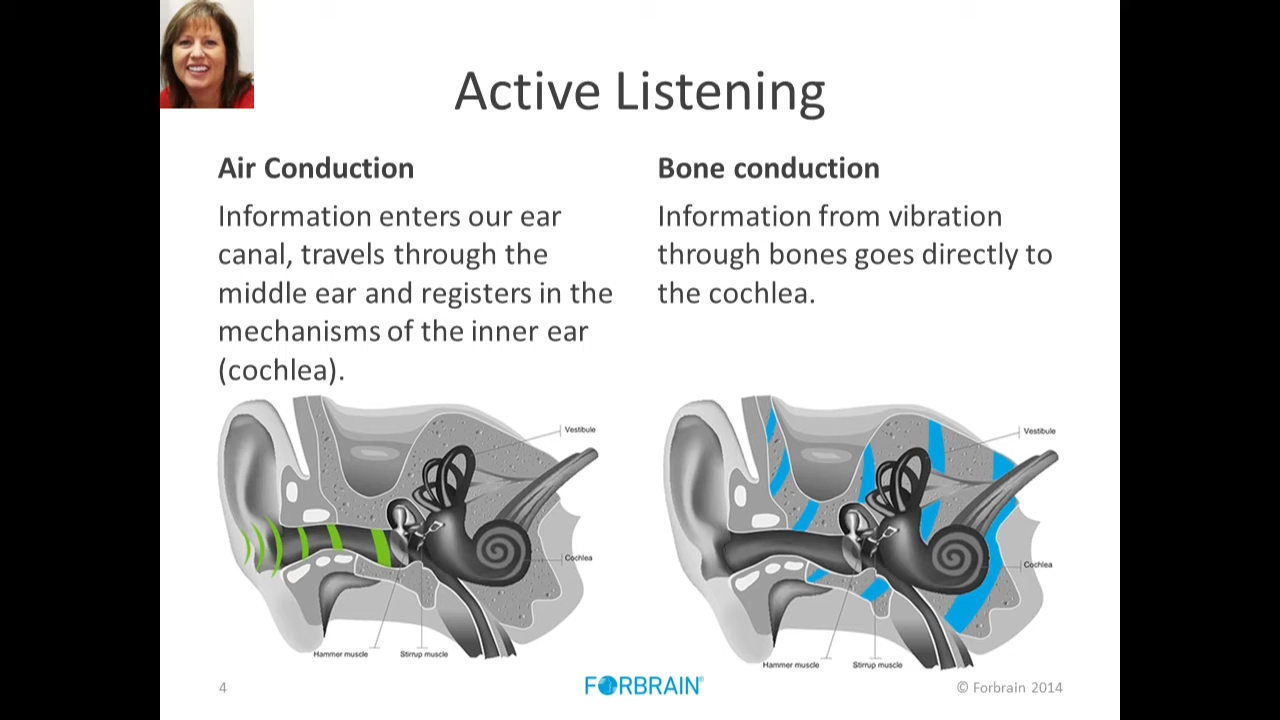 Active Listening
Air Conduction
Information enters our ear
canal, travels through the
middle ear and registers in the
mechanisms of the inner ear
(cochlea).
Bone conduction
Information from vibration
through bones goes directly to
the cochlea.
Vestibule
Cochlea
Hammer muscle
Stirrup muscle
Vestibule
Cochlea
Hammer muscle
Stirrup muscle
4
FORBRAIN®
© Forbrain 2014